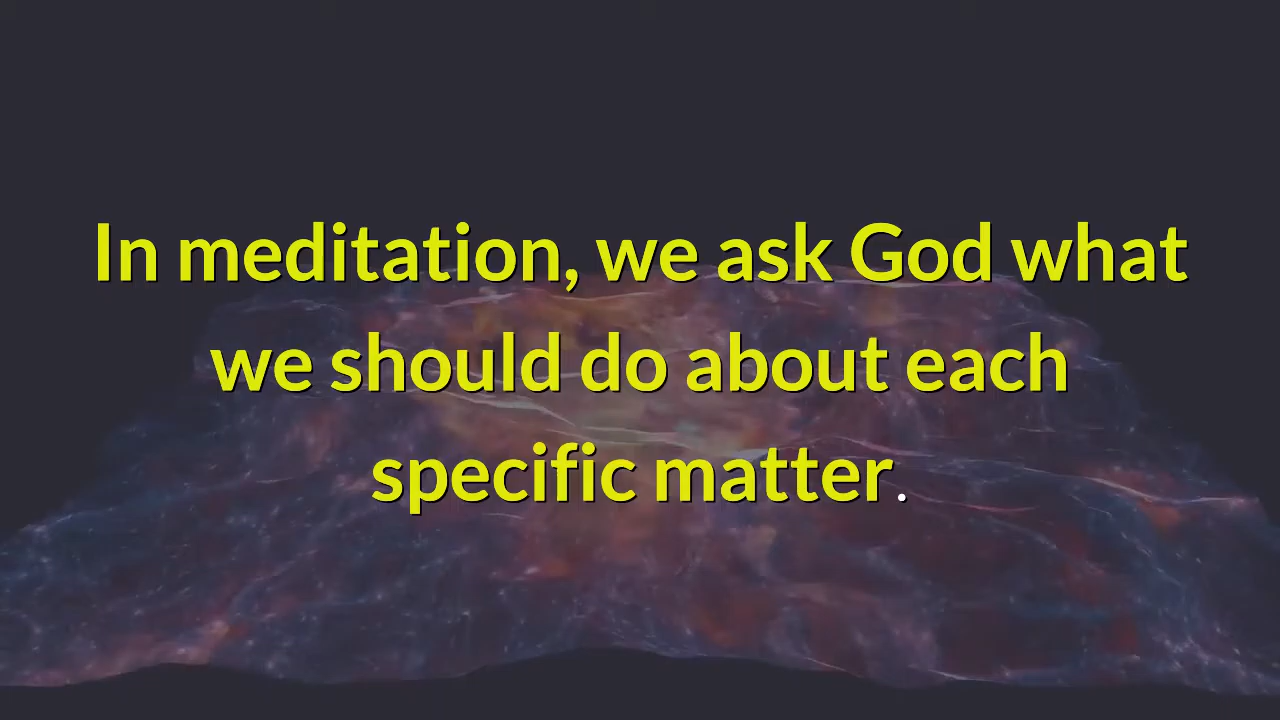 In meditation, we ask God what
we should do about each
specific matter.